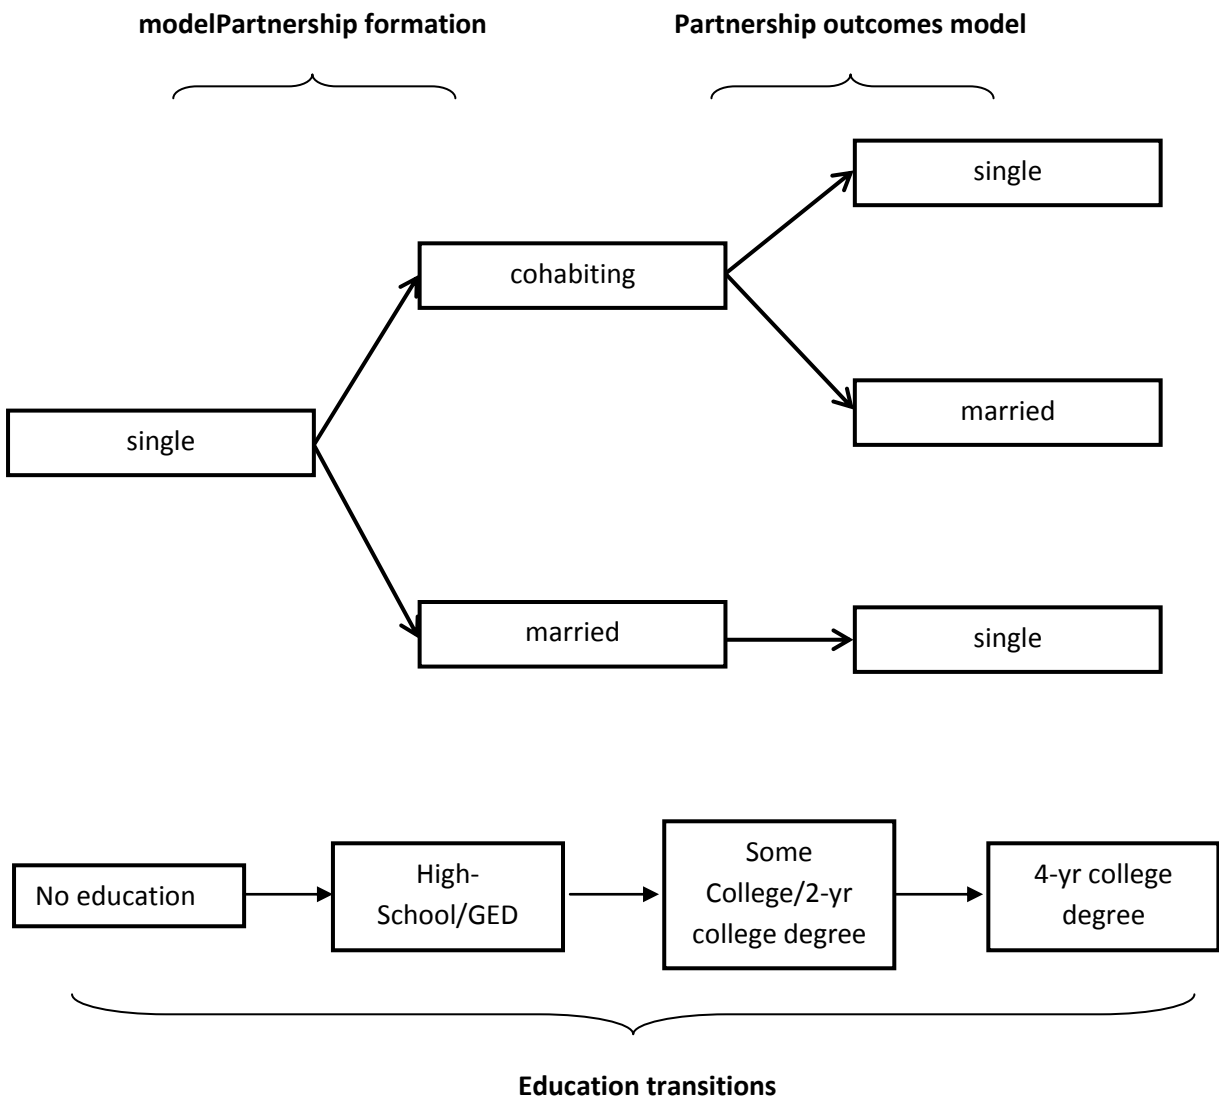 modelPartnership formation
Partnership outcomes model
single
cohabiting
married
single
married
single
No education
High-
School/GED
Some
College/2-yr
college degree
4-yr college
degree
Education transitions